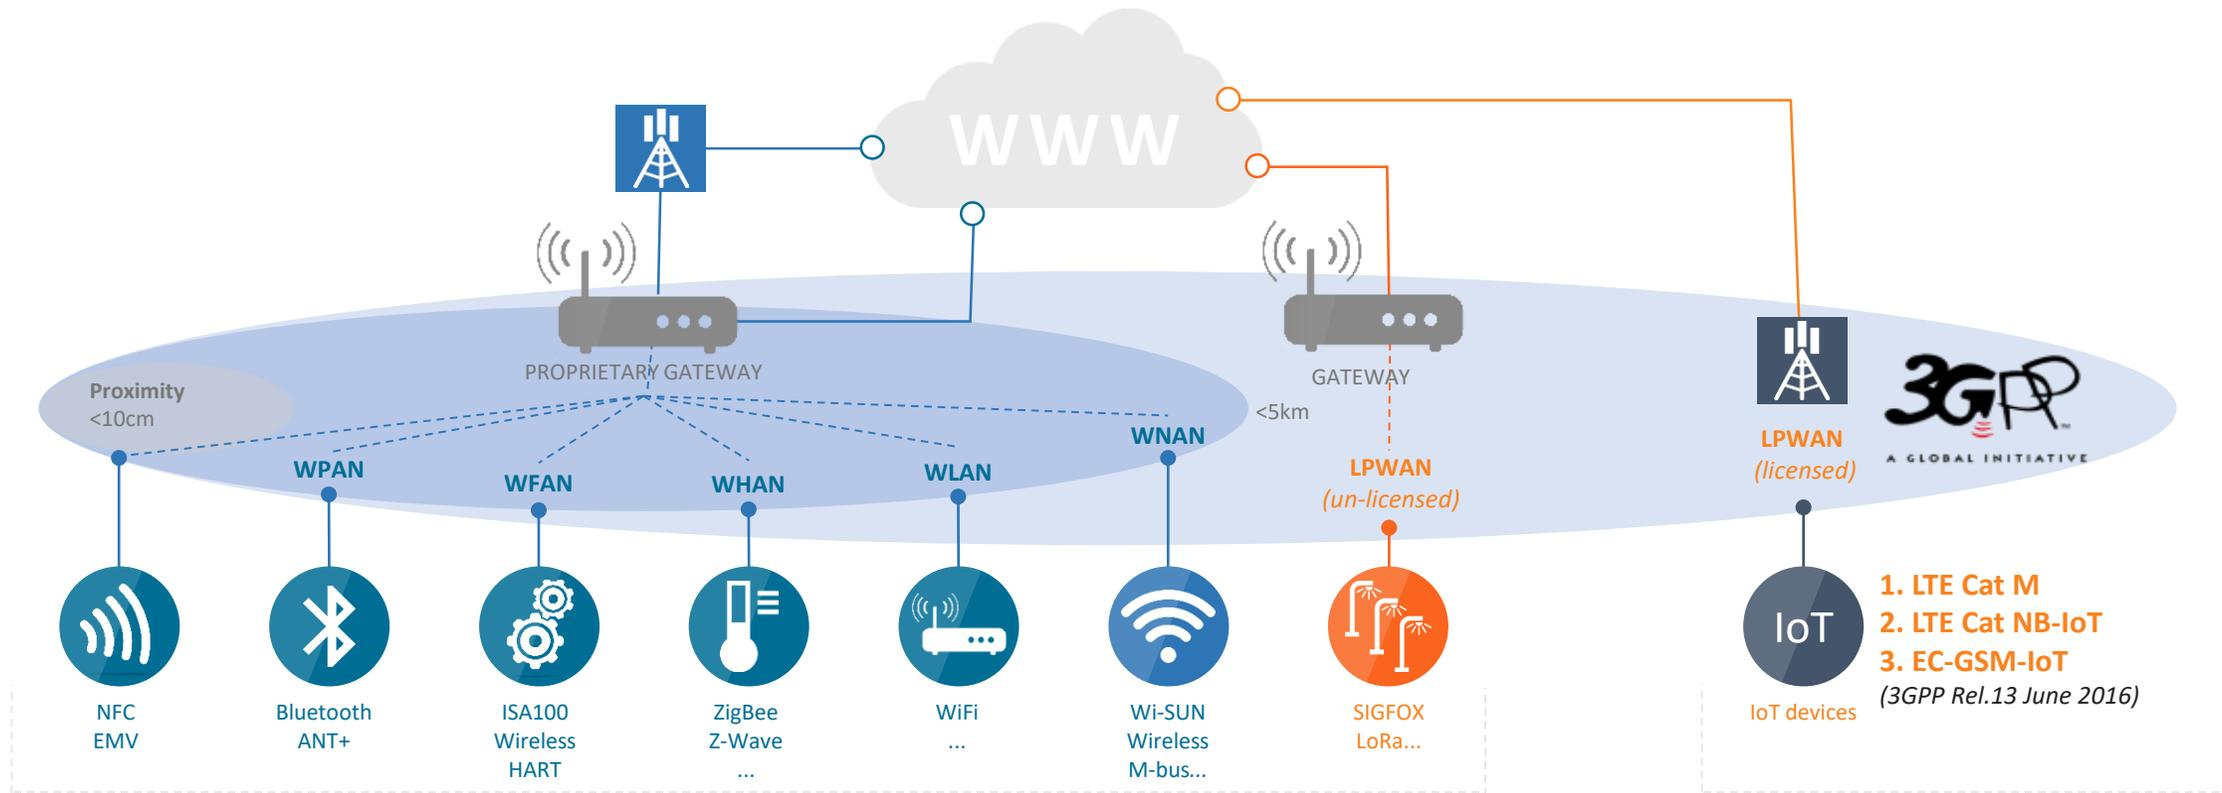 WWW
PROPRIETARY GATEWAY
GATEWAY
Proximity
<10cm
<5km
WPAN
WFAN
WHAN
WLAN
WNAN
LPWAN
(un-licensed)
LPWAN
(licensed)
3GPP
TM
A GLOBAL INITIATIVE
IoT
1. LTE Cat M
2. LTE Cat NB-IoT
3. EC-GSM-IoT
(3GPP Rel.13 June 2016)
NFC
EMV
Bluetooth
ANT+
ISA100
Wireless
HART
ZigBee
Z-Wave
...
WiFi
...
Wi-SUN
Wireless
M-bus...
SIGFOX
LoRa...
IoT devices